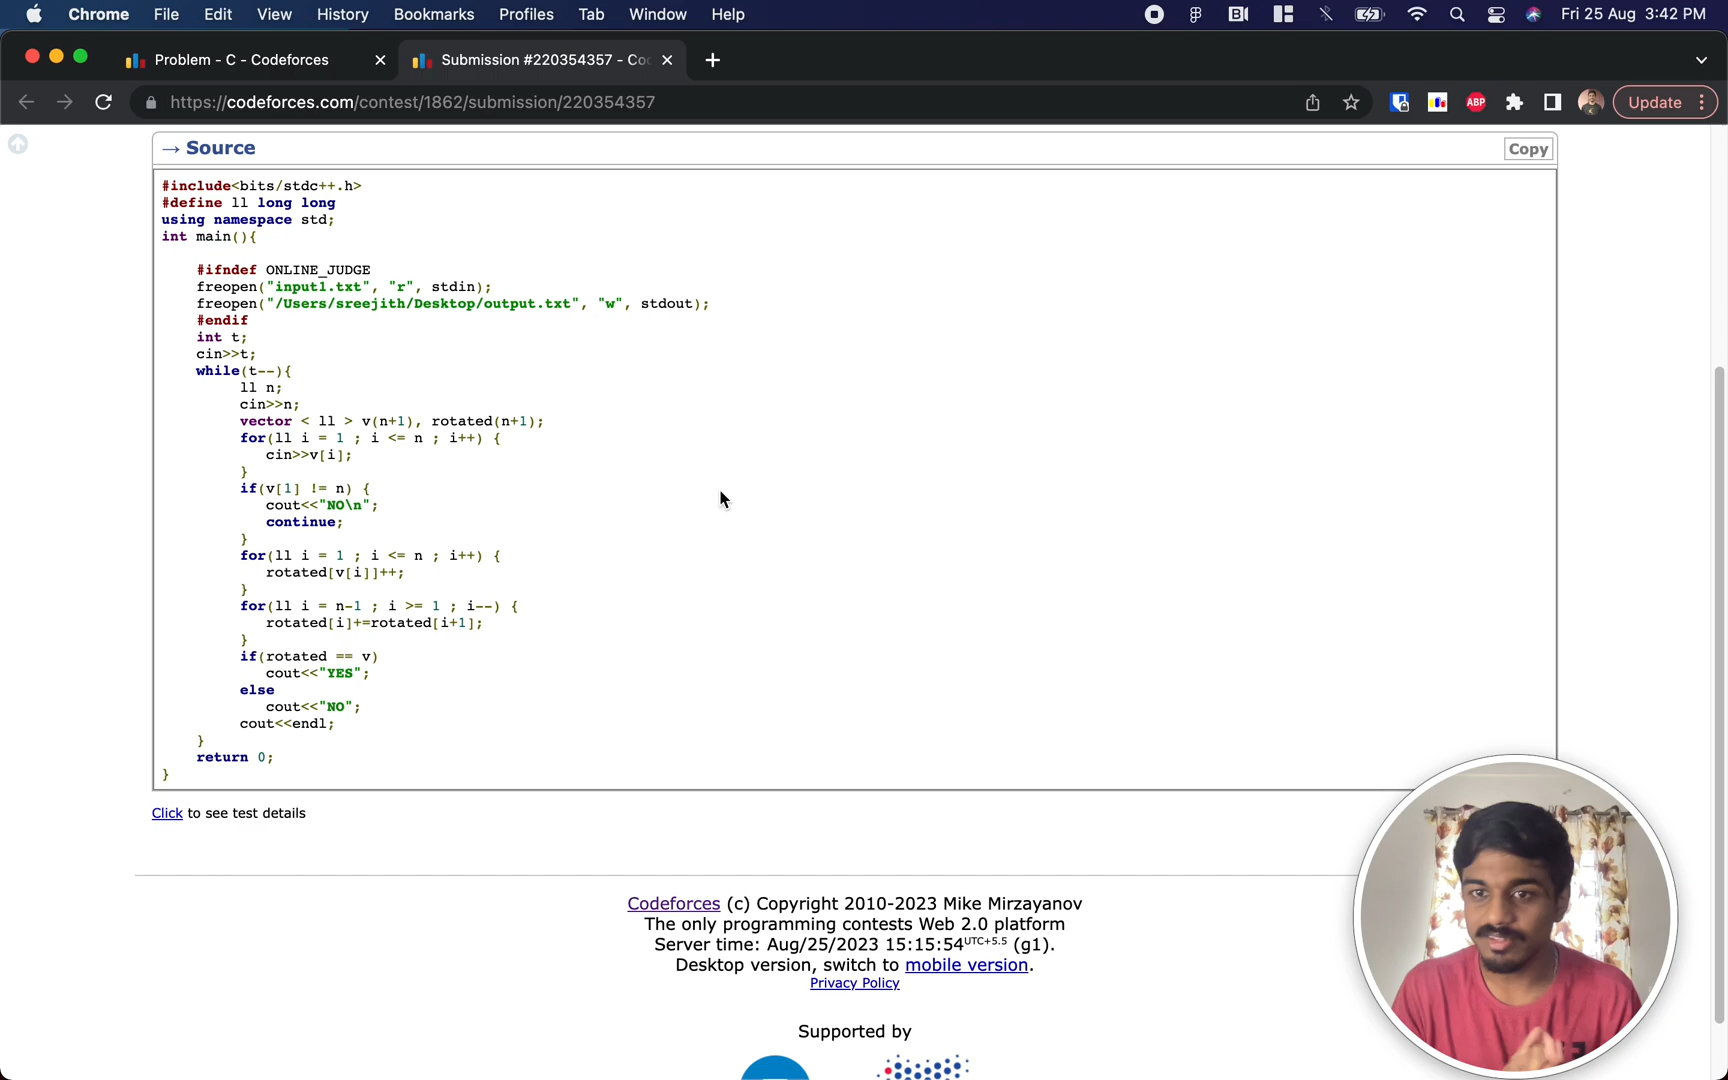 Chrome File Edit View History Bookmarks Profiles Tab Window Help Fri 25 Aug 3:42 PM
Problem - C - Codeforces Submission #220354357 - Co
https://codeforces.com/contest/1862/submission/220354357 ABP Update
→ Source Copy
#include<bits/stdc++.h>
#define ll long long
using namespace std;
int main(){
#ifndef ONLINE_JUDGE
freopen("input1.txt", "r", stdin);
freopen("/Users/sreejith/Desktop/output.txt", "w", stdout);
#endif
int t;
cin>>t;
while(t--){
ll n;
cin>>n;
vector < ll > v(n+1), rotated(n+1);
for(ll i = 1 ; i <= n ; i++) {
cin>>v[i];
}
if(v[1] != n) {
cout<<"NO\n";
continue;
}
for(ll i = 1 ; i <= n ; i++) {
rotated[v[i]]++;
}
for(ll i = n-1 ; i >= 1 ; i--) {
rotated[i]+=rotated[i+1];
}
if(rotated == v)
cout<<"YES";
else
cout<<"NO";
cout<<endl;
}
return 0;
}
Click to see test details
Codeforces (c) Copyright 2010-2023 Mike Mirzayanov
The only programming contests Web 2.0 platform
Server time: Aug/25/2023 15:15:54UTC+5.5 (g1).
Desktop version, switch to mobile version.
Privacy Policy
Supported by